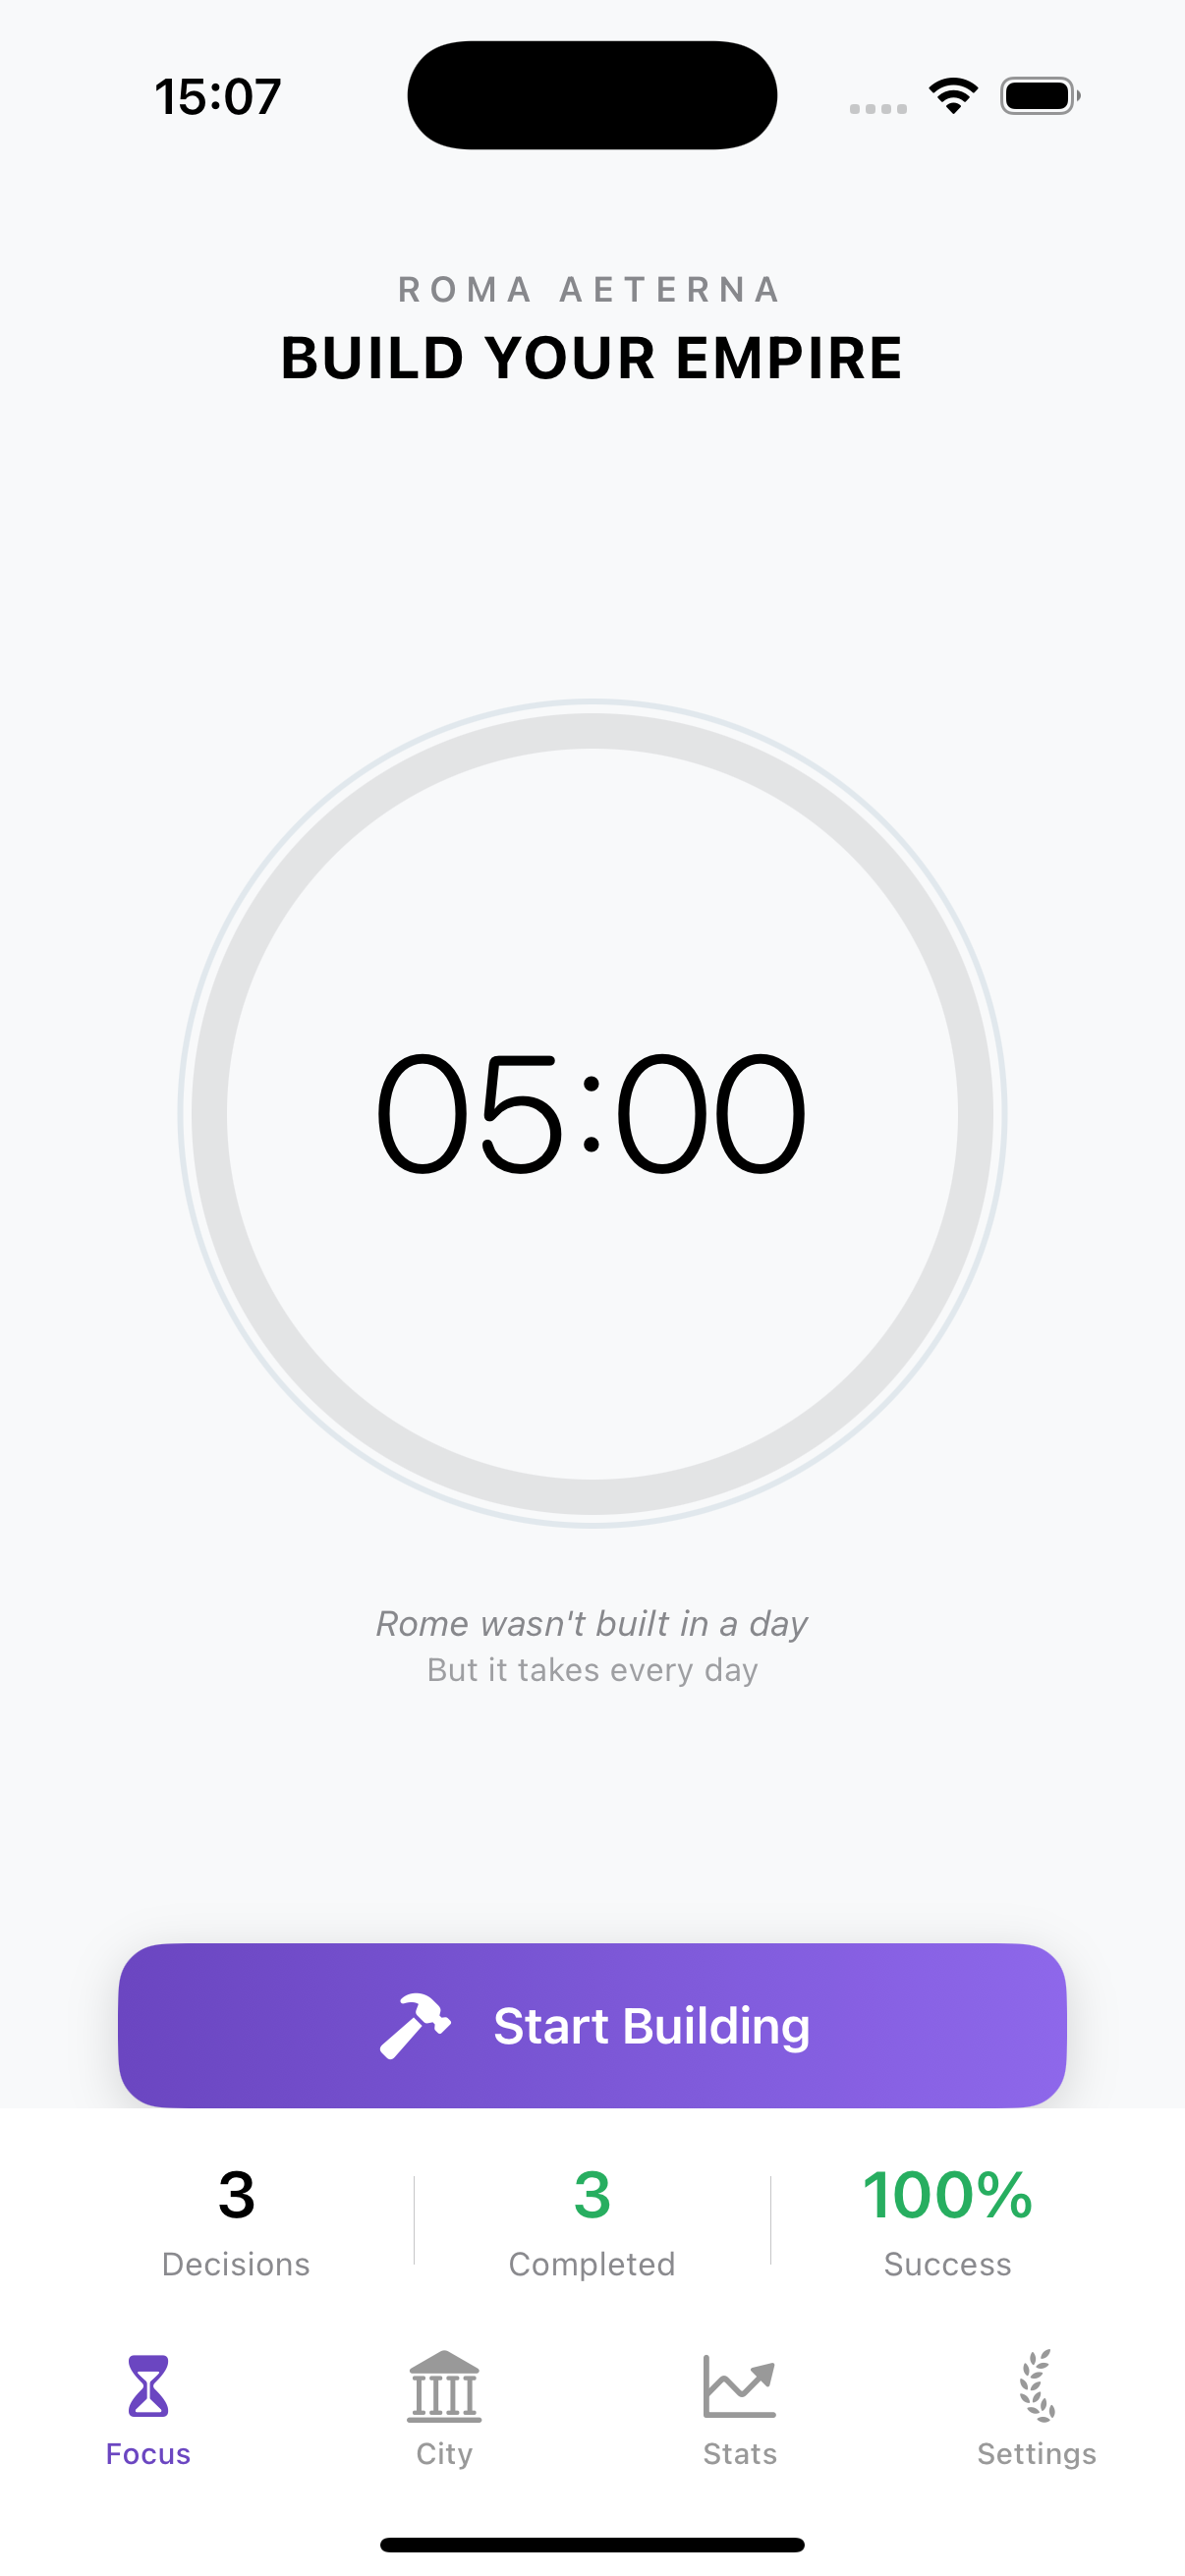 15:07
ROMA AETERNA
BUILD YOUR EMPIRE
05:00
Rome wasn't built in a day
But it takes every day
Start Building
3 3 100%
Decisions Completed Success
Focus City Stats Settings